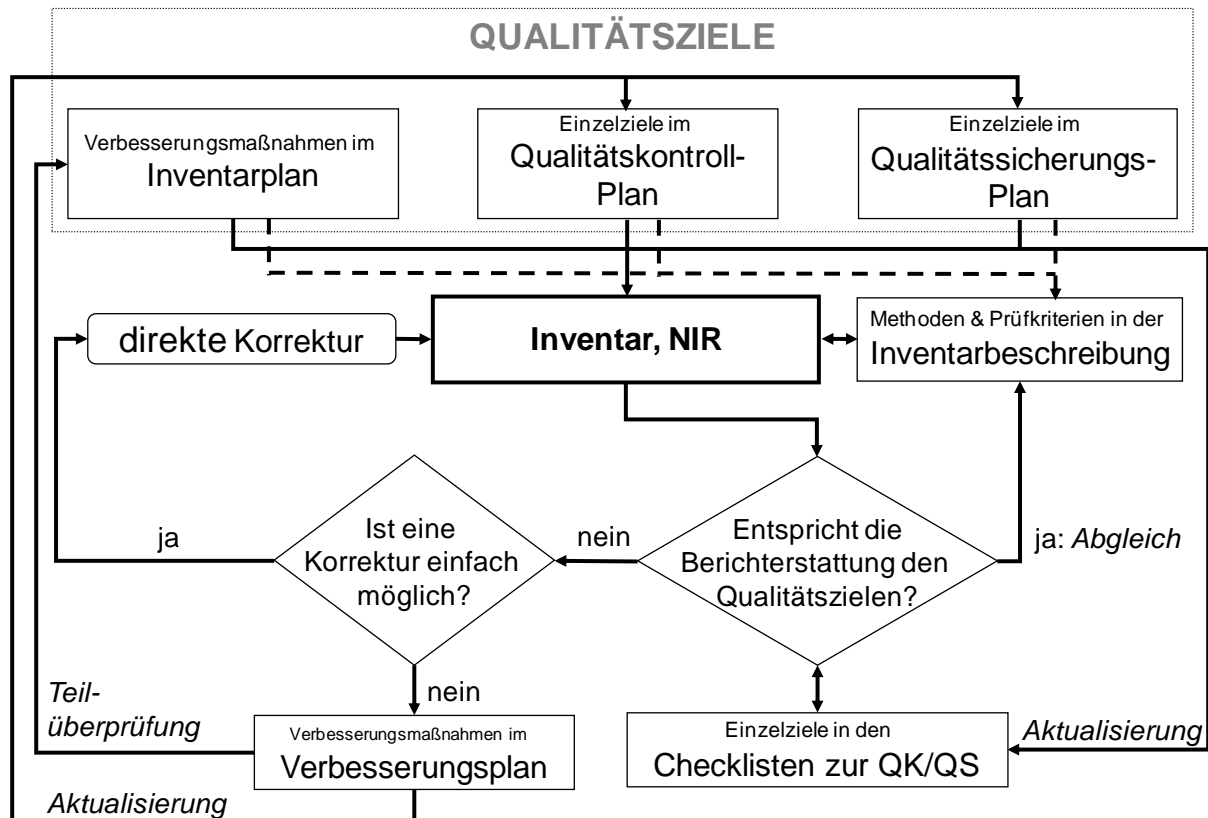 QUALITÄTSZIELE
Verbesserungsmaßnahmen im
Inventarplan
Einzelziele im
Qualitätskontroll-
Plan
Einzelziele im
Qualitätssicherungs-
Plan
direkte Korrektur
Inventar, NIR
Methoden & Prüfkriterien in der
Inventarbeschreibung
ja
Ist eine
Korrektur einfach
möglich?
nein
Entspricht die
Berichterstattung den
Qualitätszielen?
ja: Abgleich
Teil-
überprüfung
nein
Verbesserungsmaßnahmen im
Verbesserungsplan
Einzelziele in den
Checklisten zur QK/QS
Aktualisierung
Aktualisierung